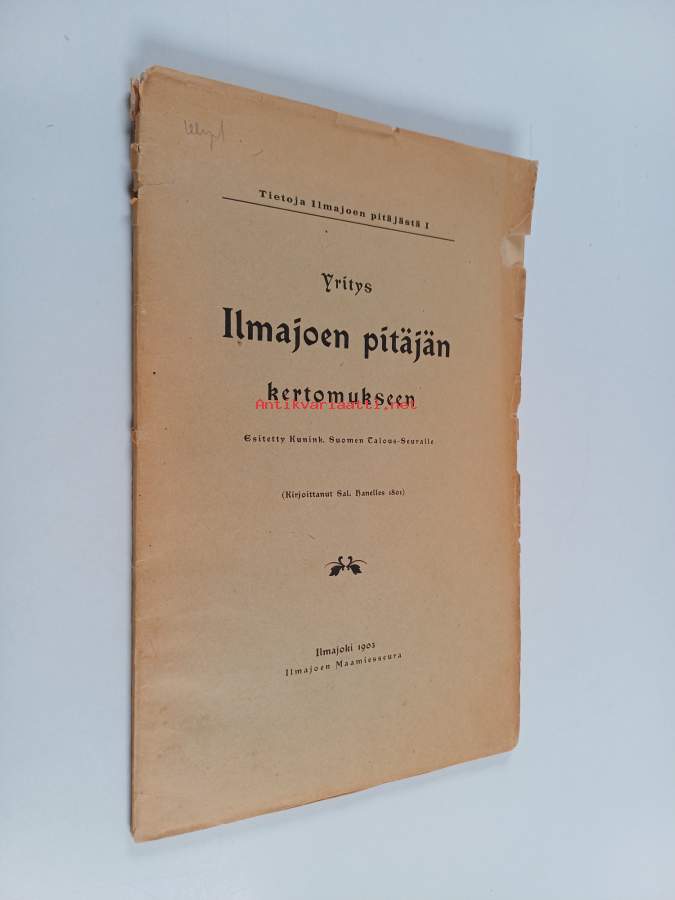 Tietoja Ilmajoen pitäjästä I
Yritys
Ilmajoen pitäjän
kertomukseen
Antikvariaatti.net
Esitetty Kunink. Suomen Talous-Seuralle
(Kirjoittanut Sal. Hanelles 1801)
Ilmajoki 1903
Ilmajoen Maamiesseura